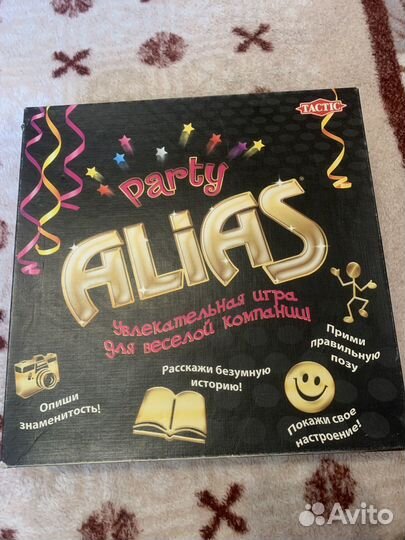 TACTIC
Party
ALiAS
Увлекательная игра
для веселой компании!
Прими
правильную
позу
Расскажи безумную
историю!
Опиши
знаменитость!
Покажи свое
настроение!
Avito